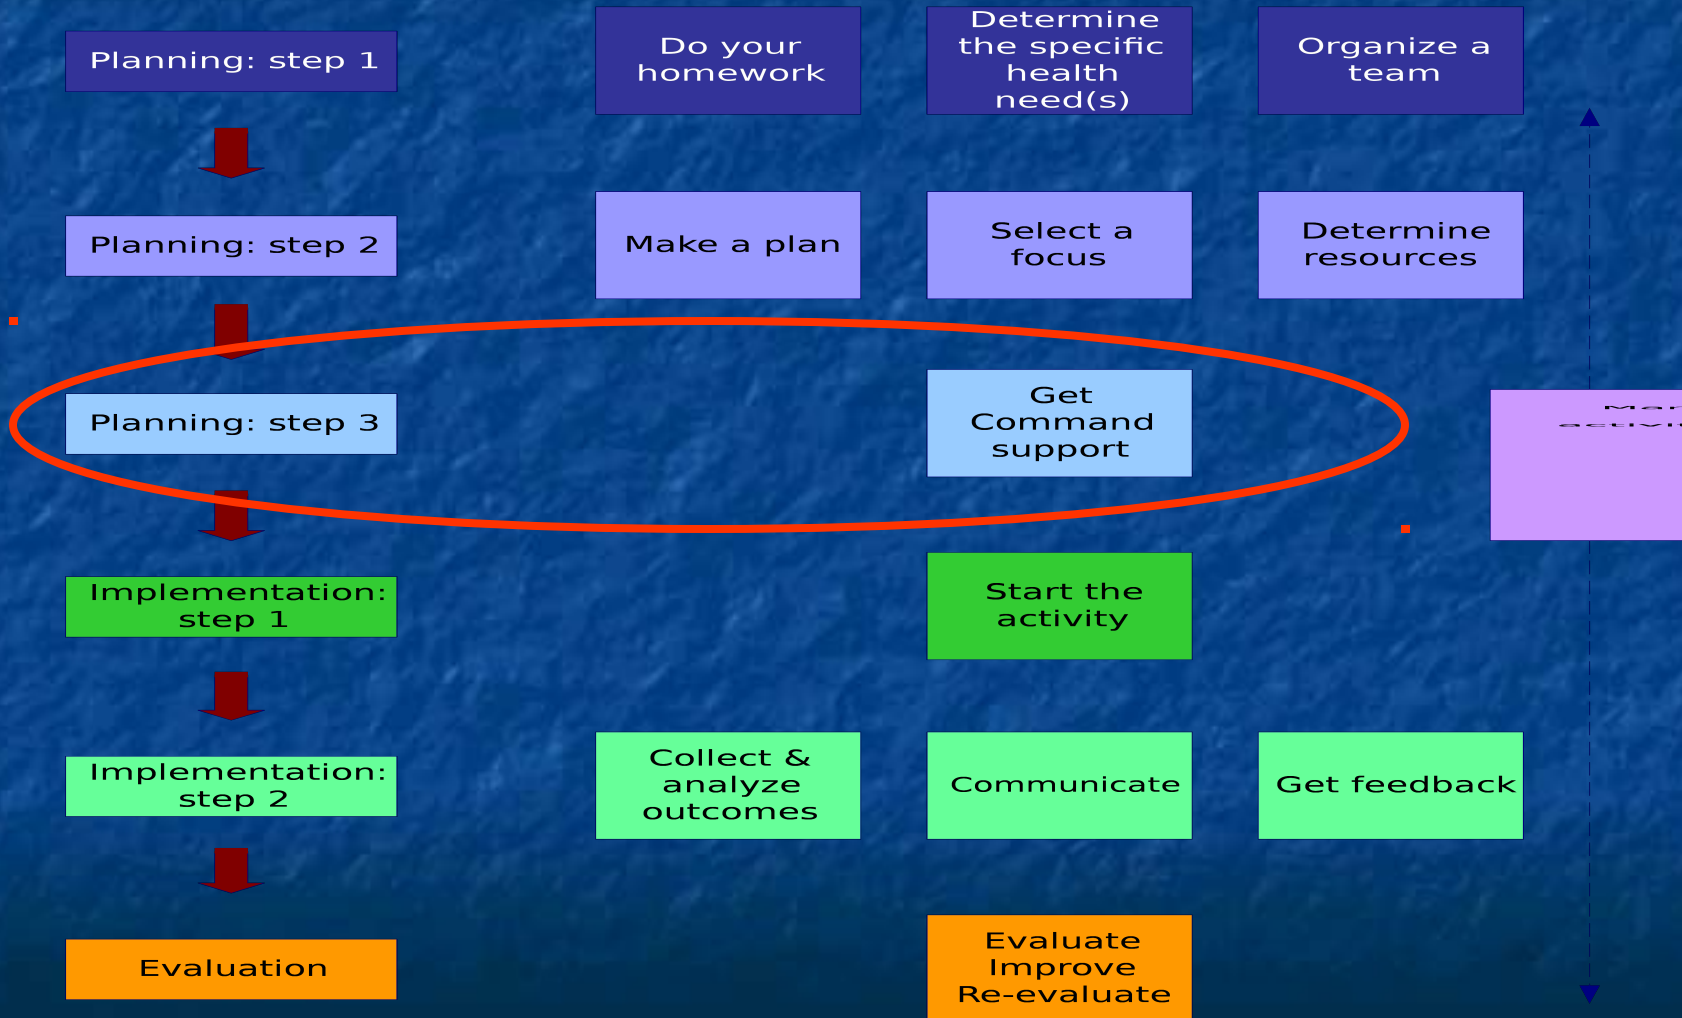 Planning: step 1
Do your
homework
Determine
the specific
health
need(s)
Organize a
team
Planning: step 2
Make a plan
Select a
focus
Determine
resources
Planning: step 3
Get
Command
support
Implementation:
step 1
Start the
activity
Implementation:
step 2
Collect &
analyze
outcomes
Communicate
Get feedback
Evaluation
Evaluate
Improve
Re-evaluate